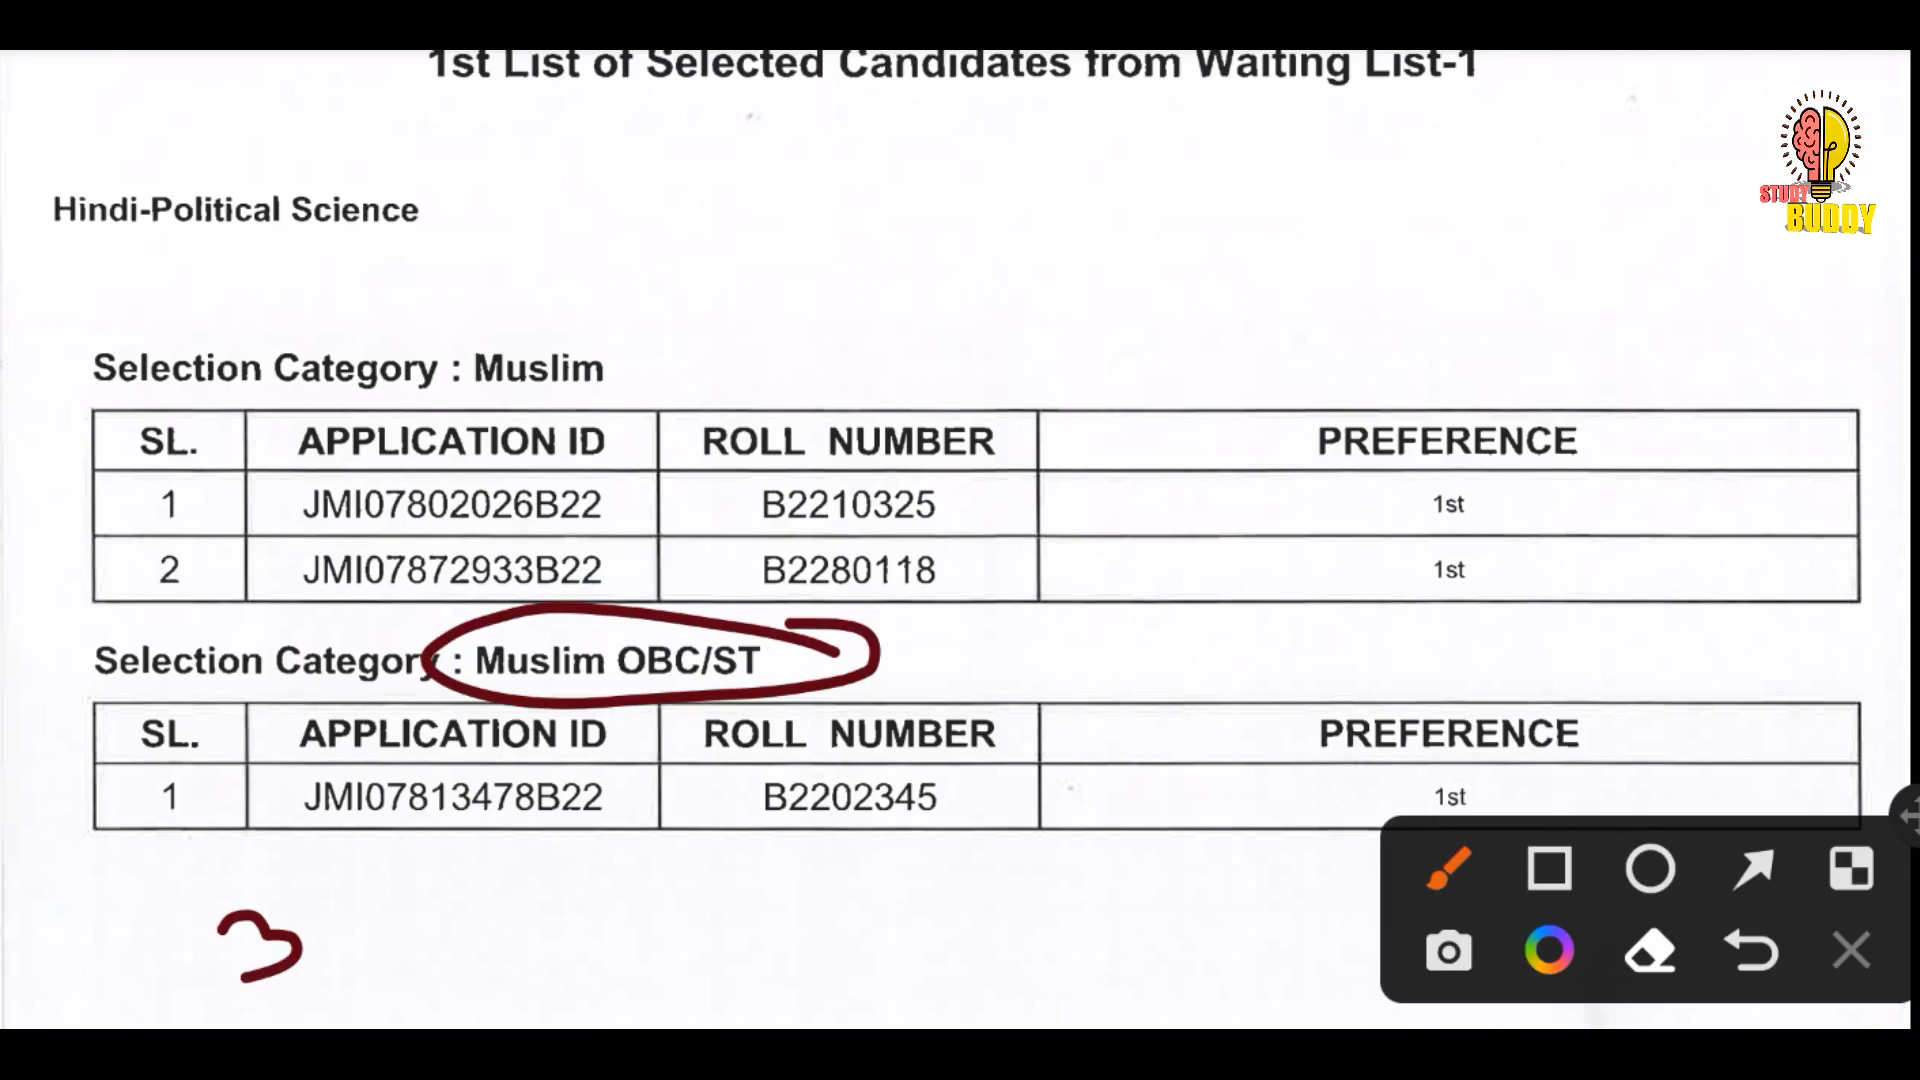 1st List of Selected Candidates from Waiting List-1
STUDY
BUDDY
Hindi-Political Science
Selection Category : Muslim
SL. APPLICATION ID ROLL NUMBER PREFERENCE
1 JMI07802026B22 B2210325 1st
2 JMI07872933B22 B2280118 1st
Selection Category : Muslim OBC/ST
SL. APPLICATION ID ROLL NUMBER PREFERENCE
1 JMI07813478B22 B2202345 1st
3